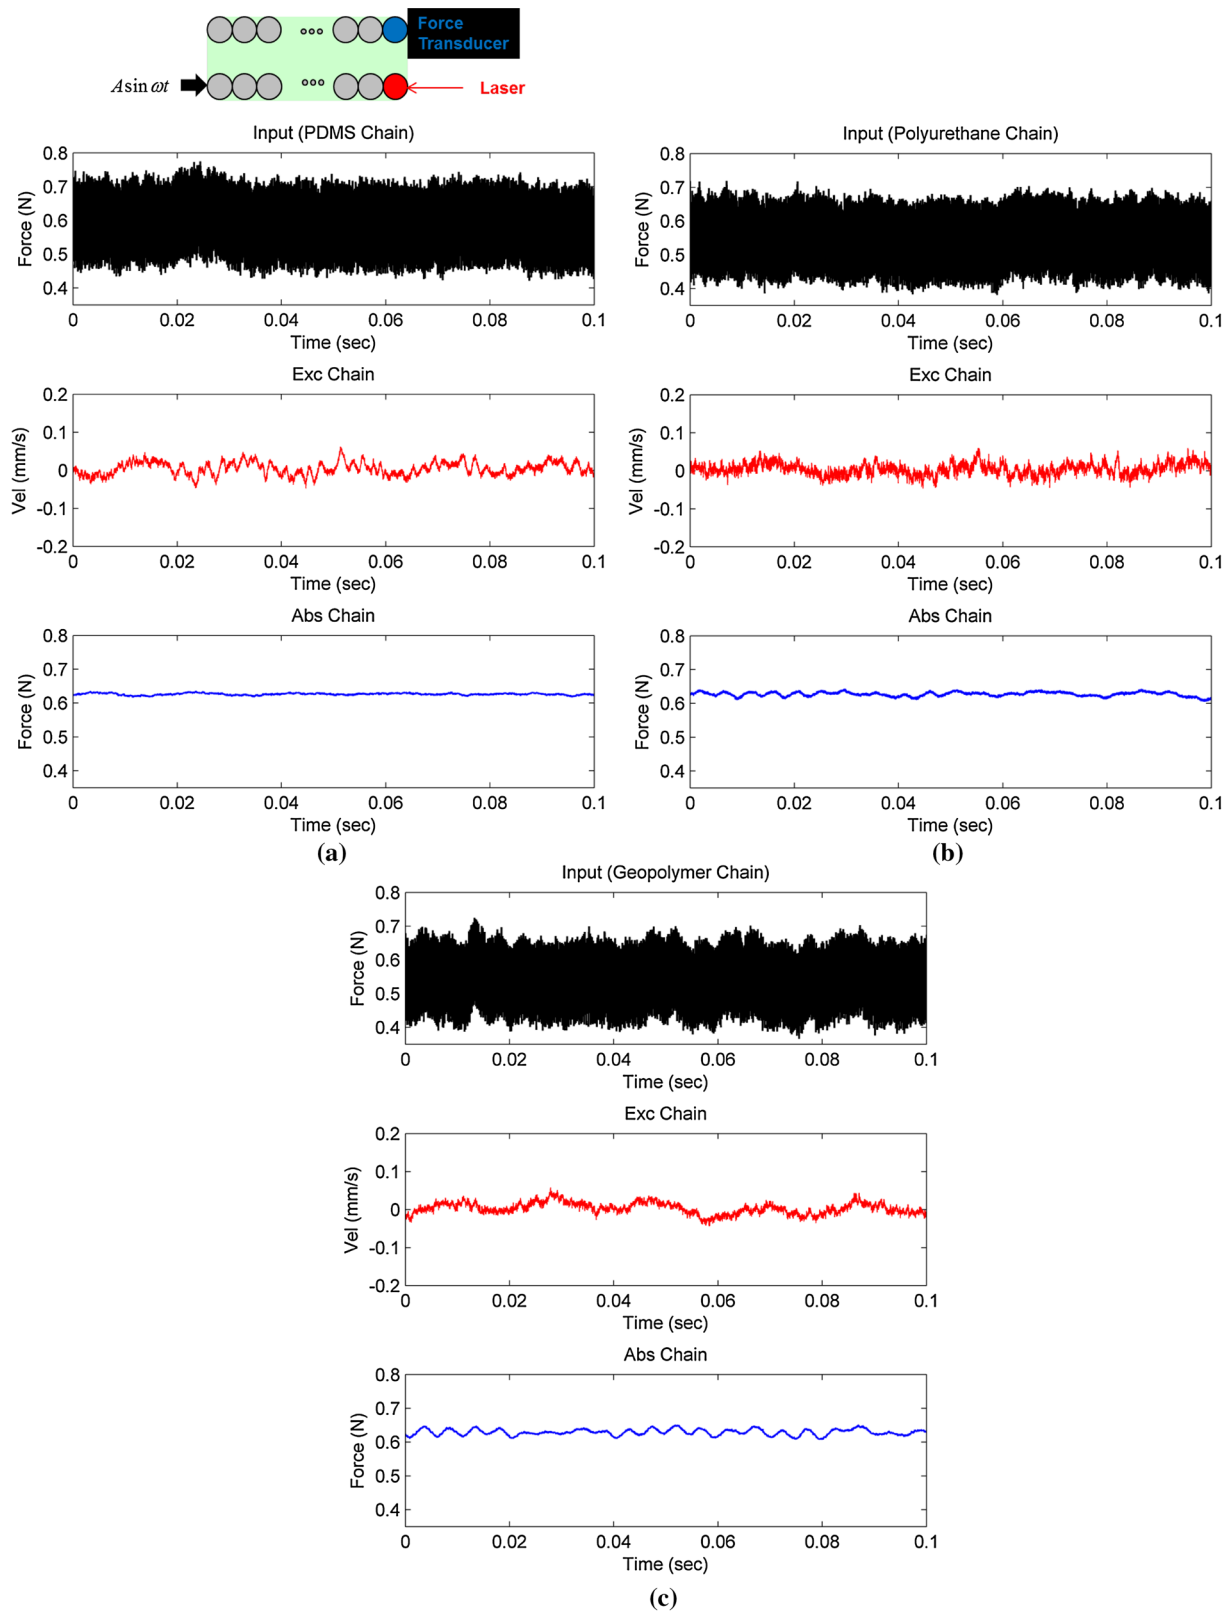 Force
Transducer
A sin ωt
Laser
Input (PDMS Chain)
0.8
0.7
0.6
0.5
0.4
Force (N)
0 0.02 0.04 0.06 0.08 0.1
Time (sec)
Exc Chain
0.2
0.1
0
-0.1
-0.2
Vel (mm/s)
0 0.02 0.04 0.06 0.08 0.1
Time (sec)
Abs Chain
0.8
0.7
0.6
0.5
0.4
Force (N)
0 0.02 0.04 0.06 0.08 0.1
Time (sec)
(a)
Input (Polyurethane Chain)
0.8
0.7
0.6
0.5
0.4
Force (N)
0 0.02 0.04 0.06 0.08 0.1
Time (sec)
Exc Chain
0.2
0.1
0
-0.1
-0.2
Vel (mm/s)
0 0.02 0.04 0.06 0.08 0.1
Time (sec)
Abs Chain
0.8
0.7
0.6
0.5
0.4
Force (N)
0 0.02 0.04 0.06 0.08 0.1
Time (sec)
(b)
Input (Geopolymer Chain)
0.8
0.7
0.6
0.5
0.4
Force (N)
0 0.02 0.04 0.06 0.08 0.1
Time (sec)
Exc Chain
0.2
0.1
0
-0.1
-0.2
Vel (mm/s)
0 0.02 0.04 0.06 0.08 0.1
Time (sec)
Abs Chain
0.8
0.7
0.6
0.5
0.4
Force (N)
0 0.02 0.04 0.06 0.08 0.1
Time (sec)
(c)